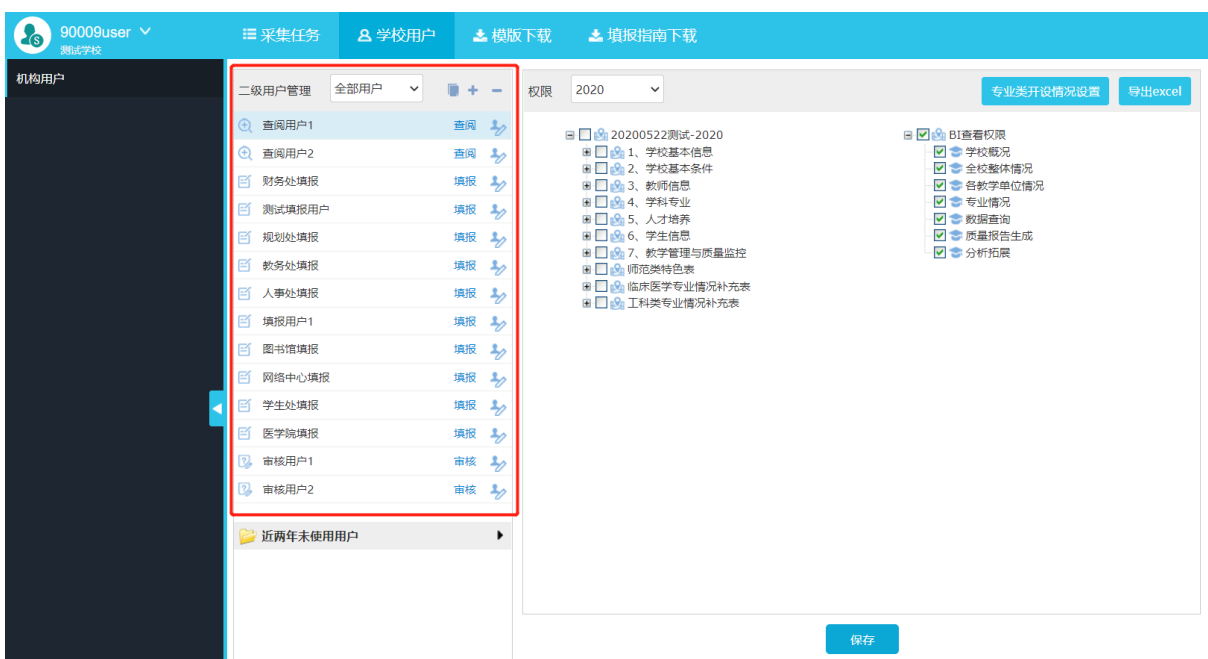 90009user
测试学校
采集任务
学校用户
模版下载
填报指南下载
机构用户
二级用户管理
全部用户
查阅用户1 查阅
查阅用户2 查阅
财务处填报 填报
测试填报用户 填报
规划处填报 填报
教务处填报 填报
人事处填报 填报
填报用户1 填报
图书馆填报 填报
网络中心填报 填报
学生处填报 填报
医学院填报 填报
审核用户1 审核
审核用户2 审核
近两年未使用用户
权限
2020
专业类开设情况设置
导出excel
20200522测试-2020
1、学校基本信息
2、学校基本条件
3、教师信息
4、学科专业
5、人才培养
6、学生信息
7、教学管理与质量监控
师范类特色表
临床医学专业情况补充表
工科类专业情况补充表
BI查看权限
学校概况
全校整体情况
各教学单位情况
专业情况
数据查询
质量报告生成
分析拓展
保存